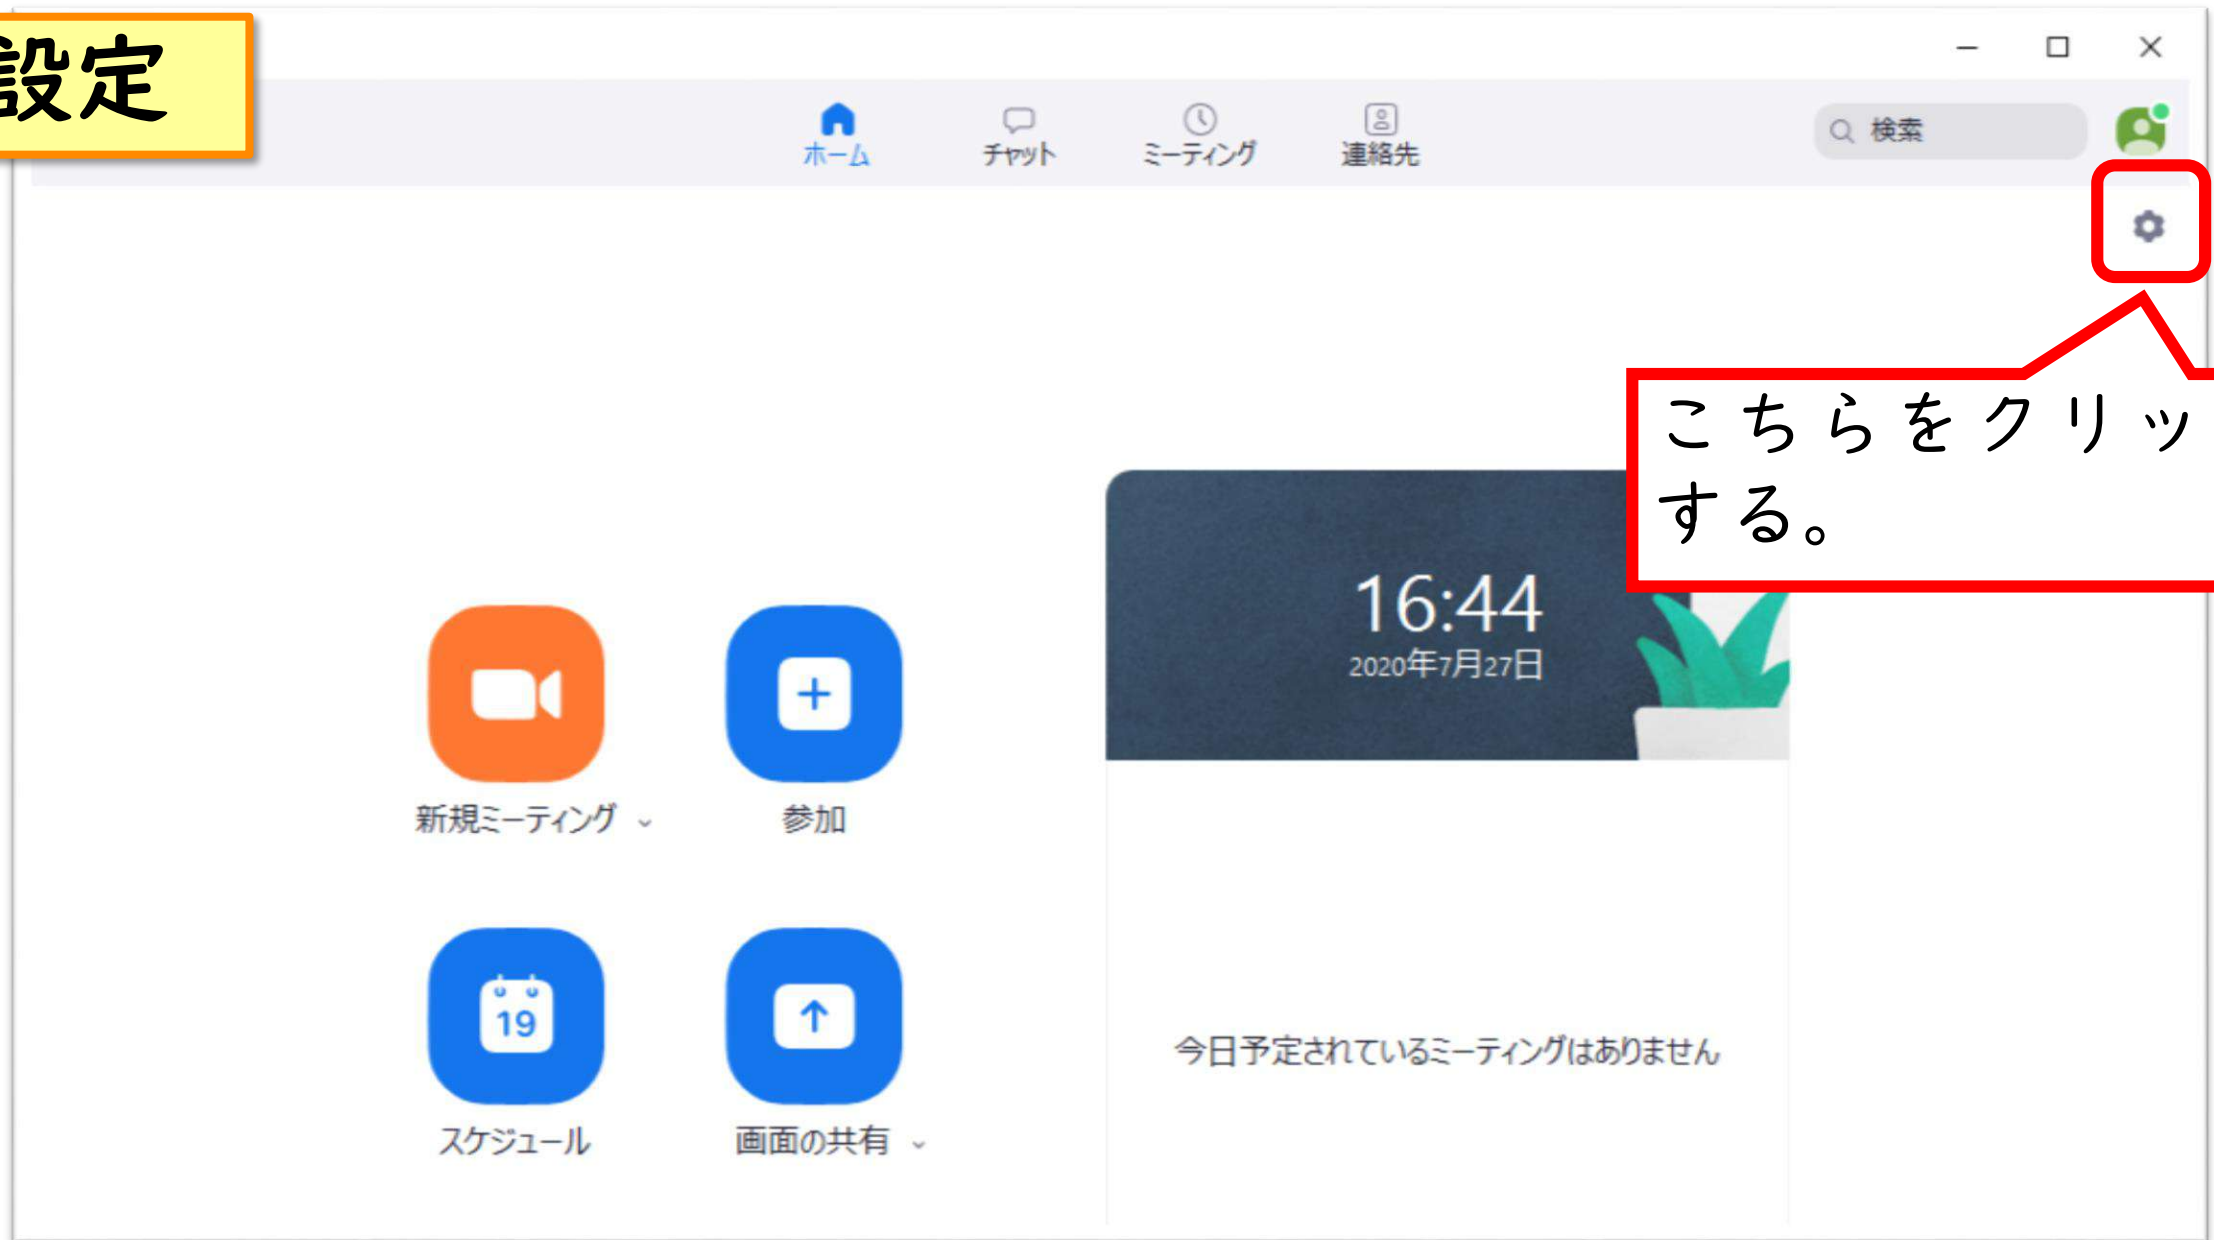 設定
ホーム
チャット
ミーティング
連絡先
検索
こちらをクリッ
する。
16:44
2020年7月27日
新規ミーティング
参加
19
スケジュール
画面の共有
今日予定されているミーティングはありません